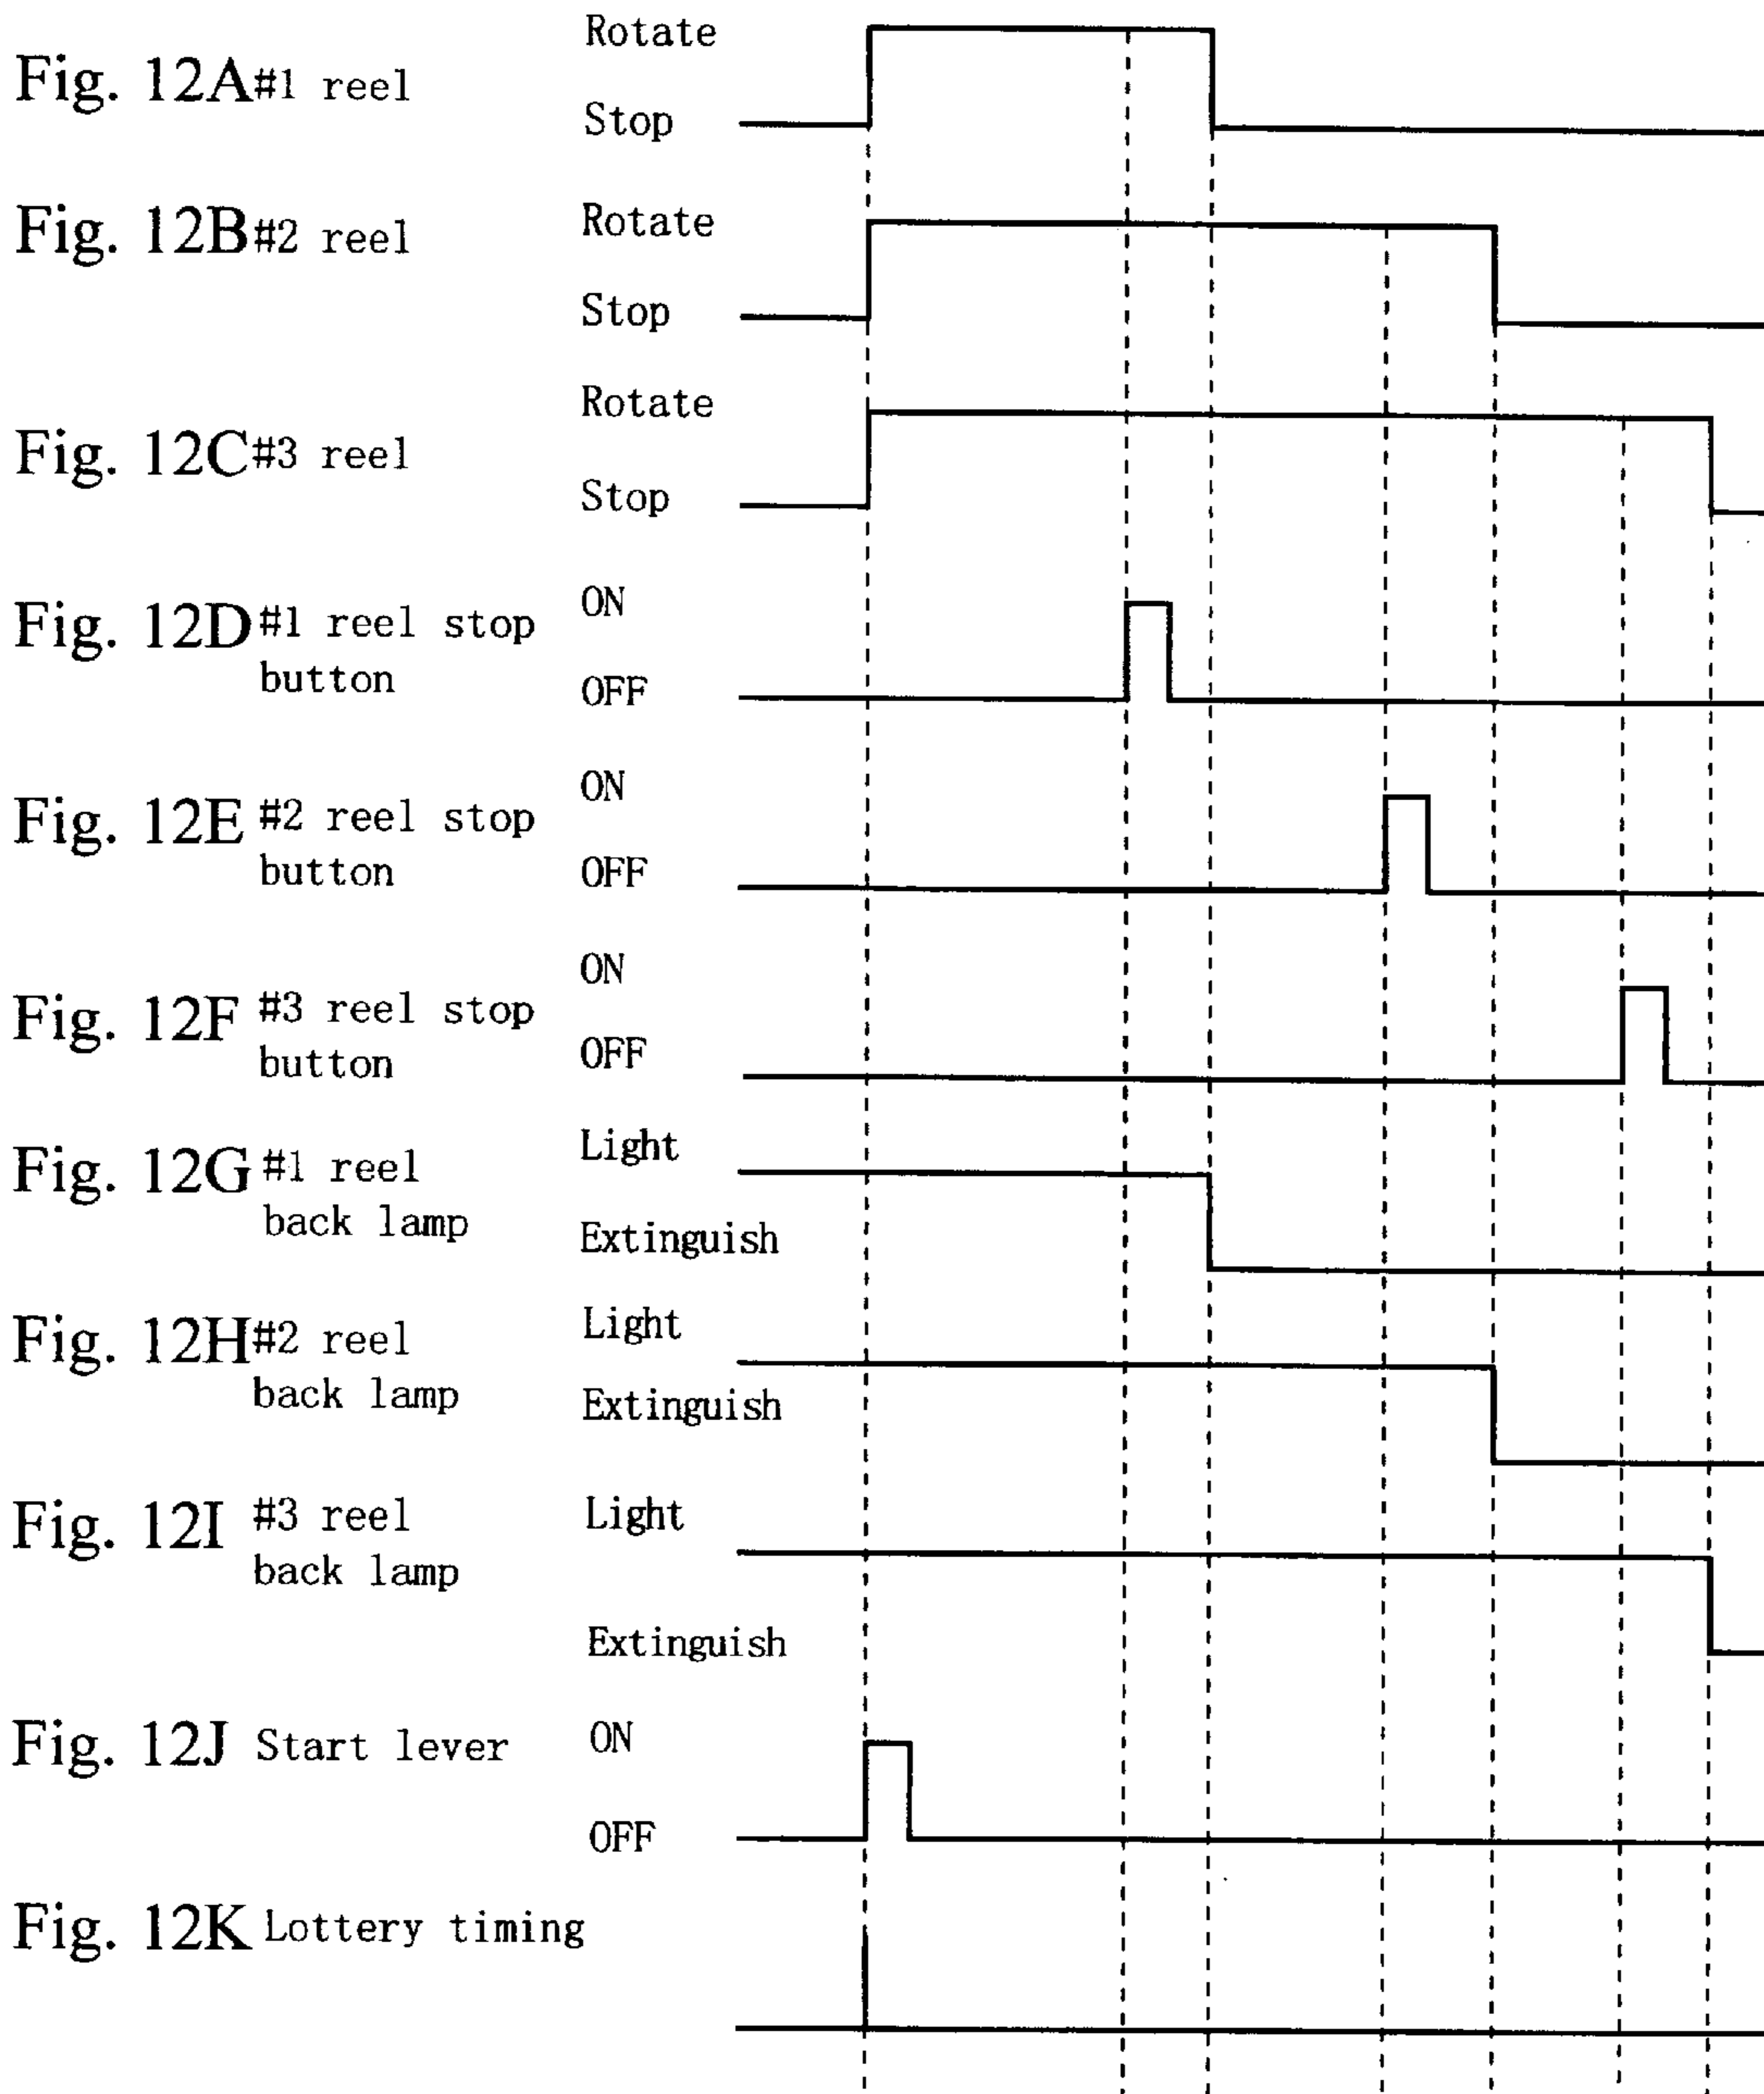 Rotate
Fig. 12A #1 reel
Stop
Rotate
Fig. 12B #2 reel
Stop
Rotate
Fig. 12C #3 reel
Stop
ON
Fig. 12D #1 reel stop
button
OFF
ON
Fig. 12E #2 reel stop
button
OFF
ON
Fig. 12F #3 reel stop
button
OFF
Light
Fig. 12G #1 reel
back lamp
Extinguish
Light
Fig. 12H #2 reel
back lamp
Extinguish
Light
Fig. 12I #3 reel
back lamp
Extinguish
ON
Fig. 12J Start lever
OFF
Fig. 12K Lottery timing